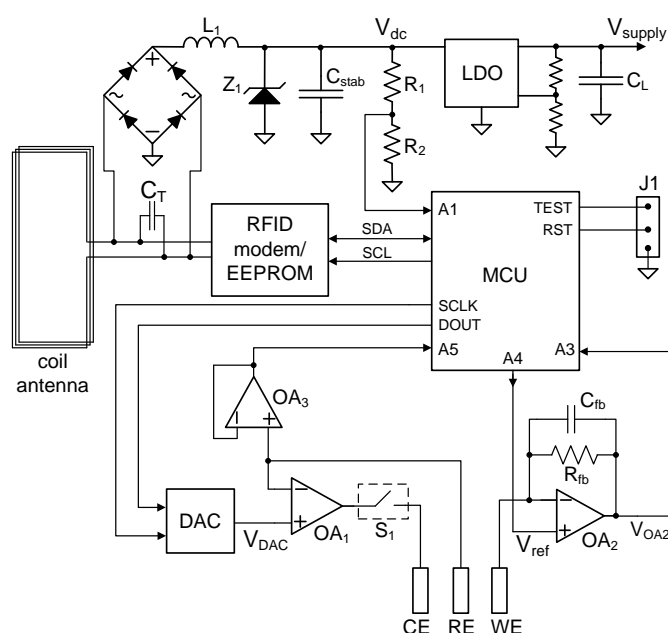 L1
Vdc
Vsupply
+
~
~
−
Z1
Cstab
R1
LDO
CL
R2
J1
CT
RFID
modem/
EEPROM
SDA
SCL
A1
TEST
RST
MCU
SCLK
DOUT
A5
A4
A3
coil
antenna
OA3
−
+
Cfb
Rfb
DAC
VDAC
−
+
OA1
S1
−
+
Vref
OA2
VOA2
CE
RE
WE